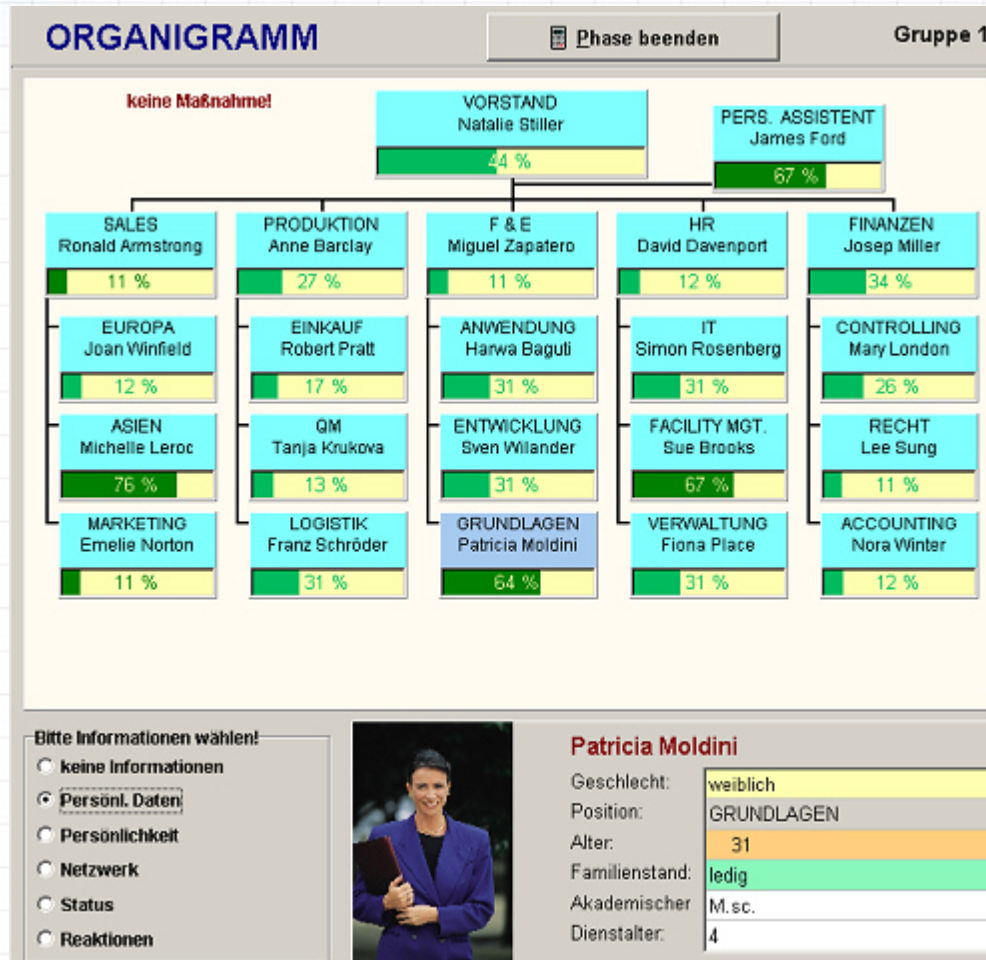 ORGANIGRAMM
Phase beenden
Gruppe 1
keine Maßnahme!
VORSTAND
Natalie Stiller
44 %
PERS. ASSISTENT
James Ford
67 %
SALES
Ronald Armstrong
11 %
PRODUKTION
Anne Barclay
27 %
F & E
Miguel Zapatero
11 %
HR
David Davenport
12 %
FINANZEN
Josep Miller
34 %
EUROPA
Joan Winfield
12 %
EINKAUF
Robert Pratt
17 %
ANWENDUNG
Harwa Baguti
31 %
IT
Simon Rosenberg
31 %
CONTROLLING
Mary London
26 %
ASIEN
Michelle Leroc
76 %
QM
Tanja Krukova
13 %
ENTWICKLUNG
Sven Wilander
31 %
FACILITY MGT.
Sue Brooks
67 %
RECHT
Lee Sung
11 %
MARKETING
Emelie Norton
11 %
LOGISTIK
Franz Schröder
31 %
GRUNDLAGEN
Patricia Moldini
64 %
VERWALTUNG
Fiona Place
31 %
ACCOUNTING
Nora Winter
12 %
Bitte Informationen wählen!
keine Informationen
Persönl. Daten
Persönlichkeit
Netzwerk
Status
Reaktionen
Patricia Moldini
Geschlecht: weiblich
Position: GRUNDLAGEN
Alter: 31
Familienstand: ledig
Akademischer M.sc.
Dienstalter: 4